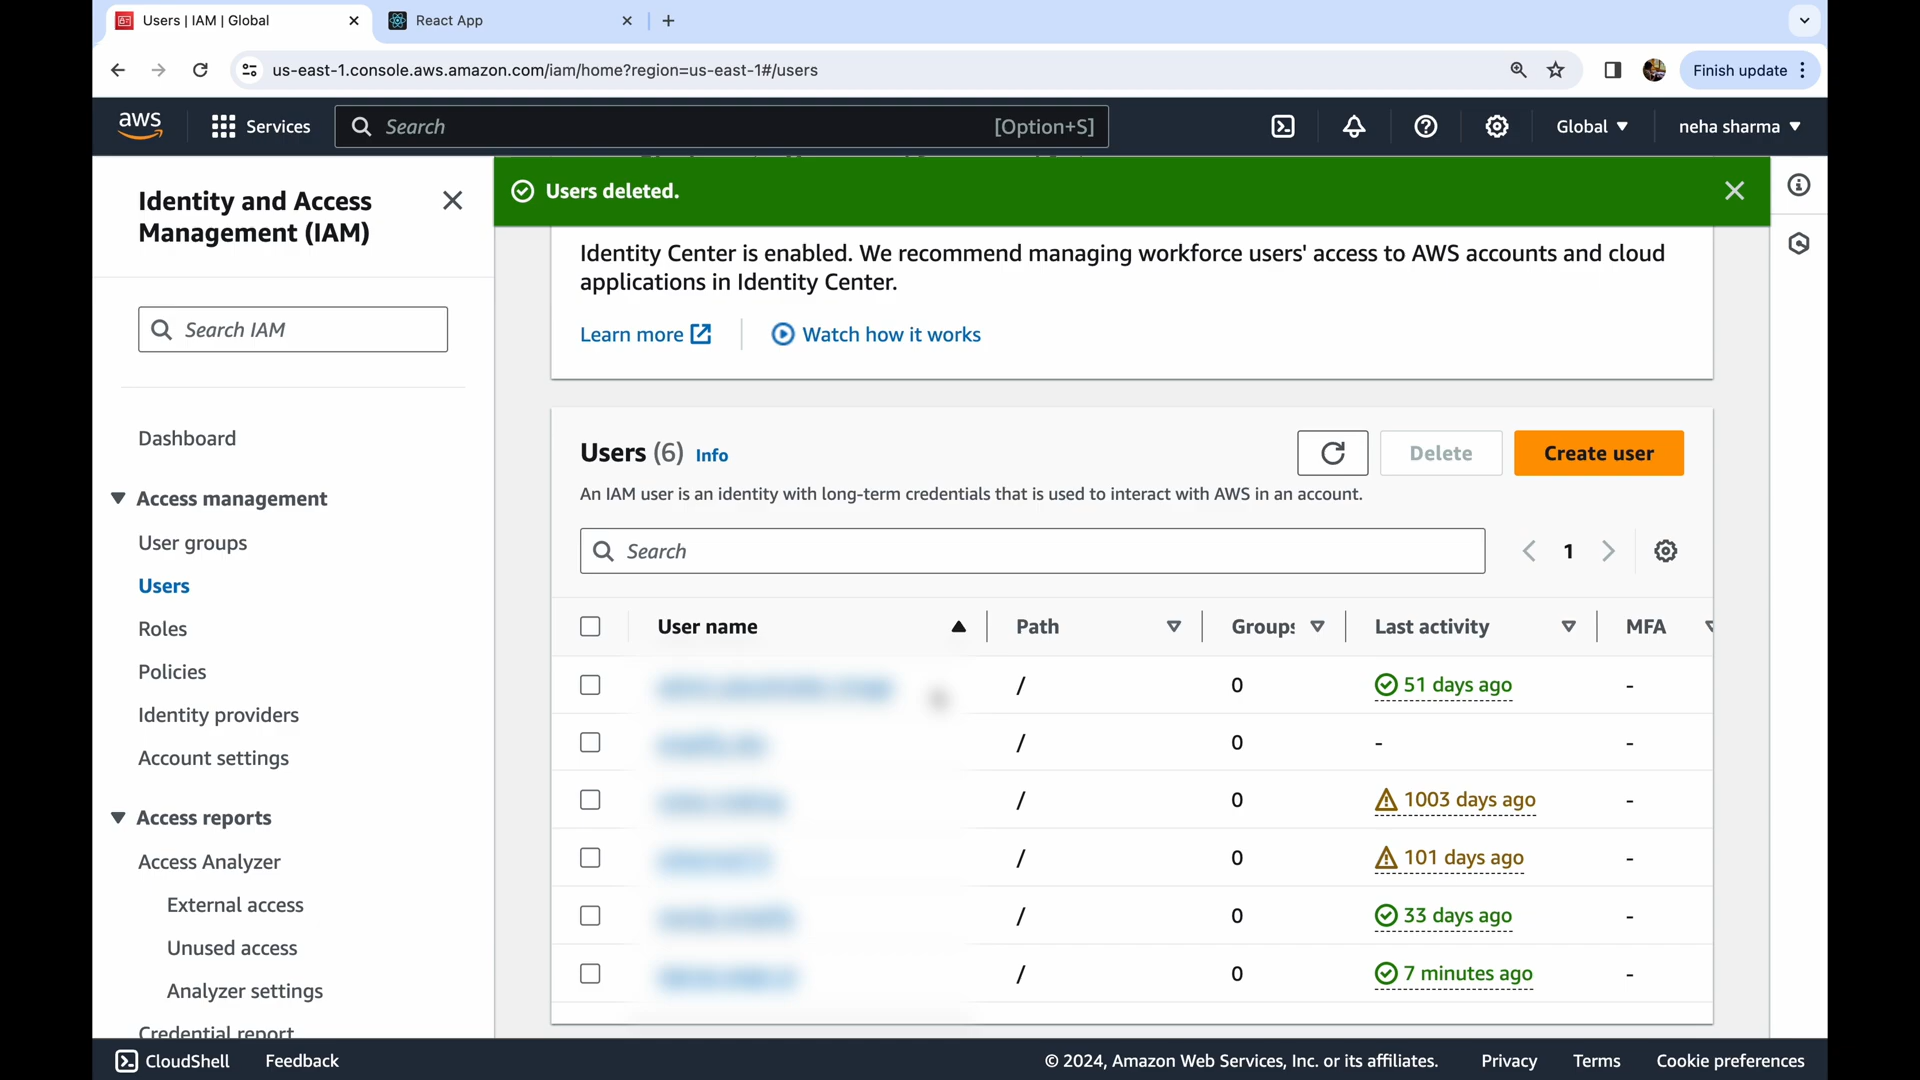 Users | IAM | Global
React App
us-east-1.console.aws.amazon.com/iam/home?region=us-east-1#/users
Finish update
aws
Services
Search
[Option+S]
Global
neha sharma
Identity and Access
Management (IAM)
Search IAM
Dashboard
Access management
User groups
Users
Roles
Policies
Identity providers
Account settings
Access reports
Access Analyzer
External access
Unused access
Analyzer settings
Credential report
Users deleted.
Identity Center is enabled. We recommend managing workforce users' access to AWS accounts and cloud
applications in Identity Center.
Learn more
Watch how it works
Users (6) Info
Delete
Create user
An IAM user is an identity with long-term credentials that is used to interact with AWS in an account.
Search
1
User name Path Groups Last activity MFA
/ 0 51 days ago -
/ 0 - -
/ 0 1003 days ago -
/ 0 101 days ago -
/ 0 33 days ago -
/ 0 7 minutes ago -
CloudShell Feedback © 2024, Amazon Web Services, Inc. or its affiliates. Privacy Terms Cookie preferences